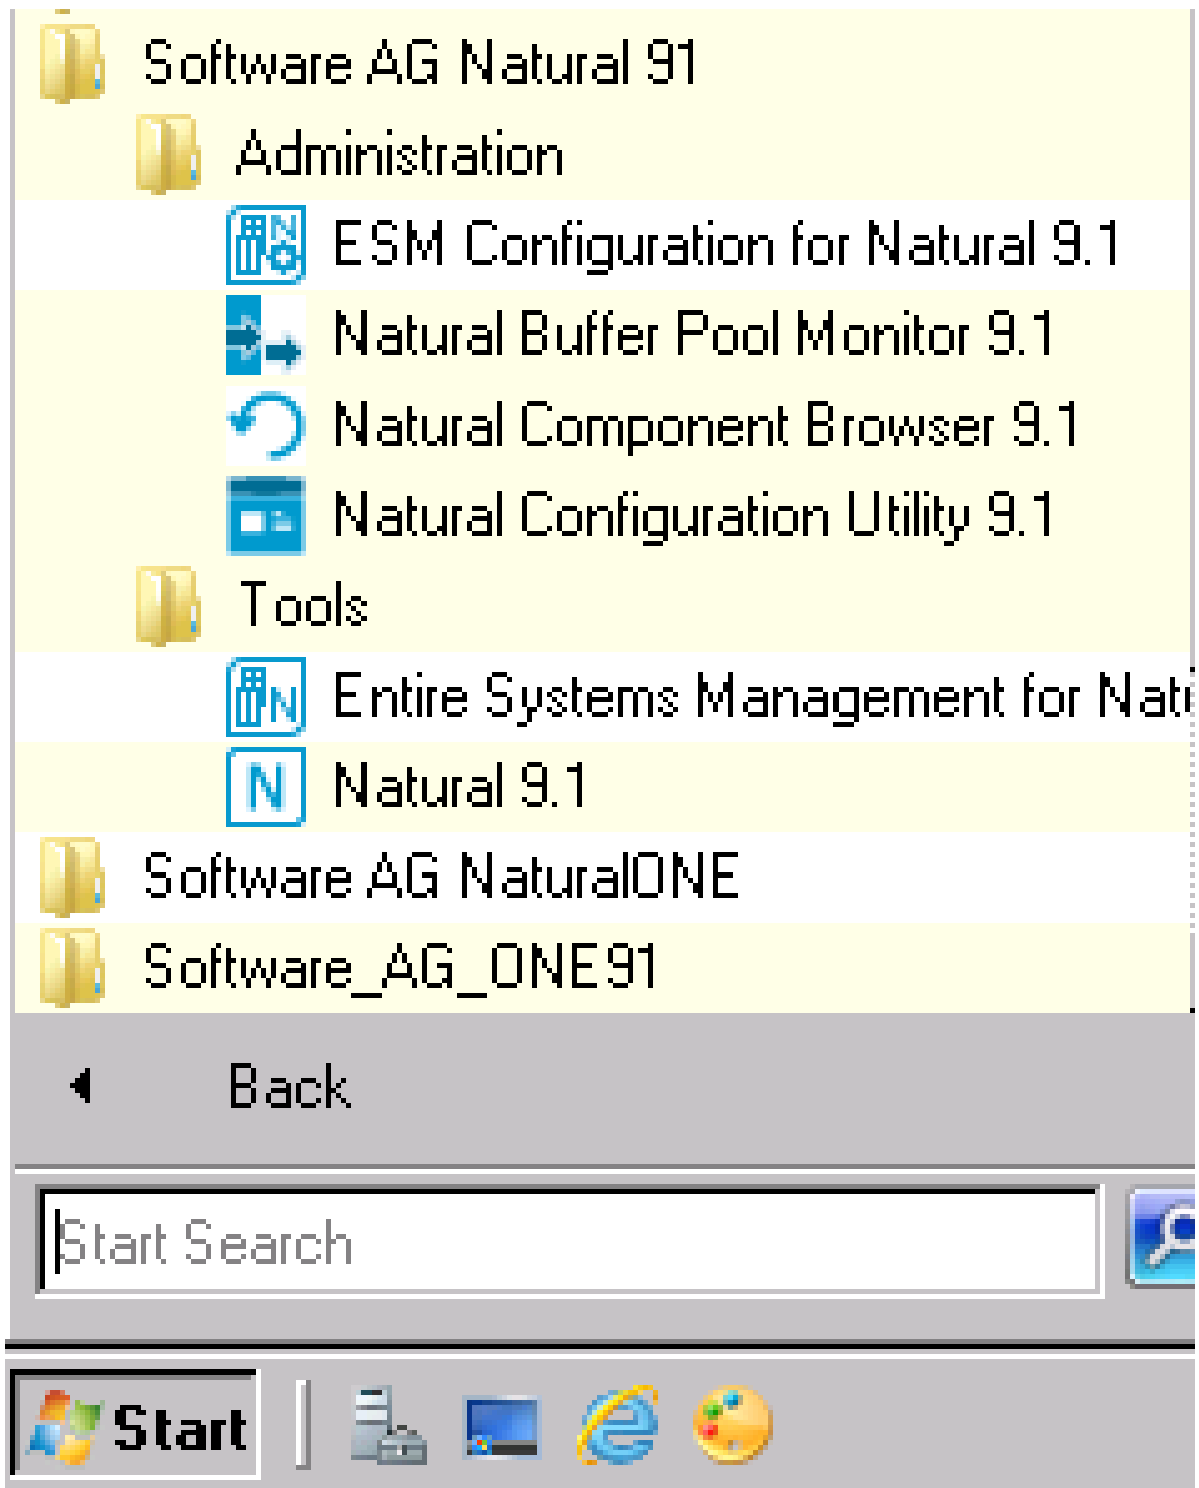 Software AG Natural 91
Administration
ESM Configuration for Natural 9.1
Natural Buffer Pool Monitor 9.1
Natural Component Browser 9.1
Natural Configuration Utility 9.1
Tools
Entire Systems Management for
Natural 9.1
Software AG NaturalONE
Software_AG_ONE91
Back
Start Search
Start